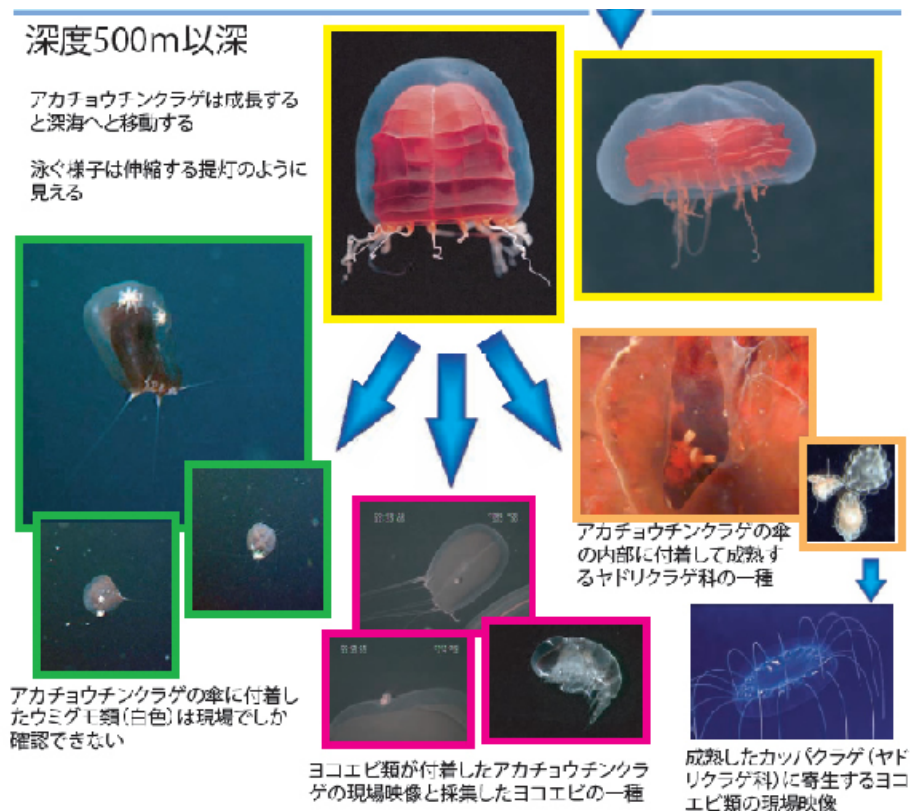 深度500m以深
アカチョウチンクラゲは成長する
と深海へと移動する
泳ぐ様子は伸縮する提灯のように
見える
アカチョウチンクラゲの傘
の内部に付着して成熟す
るヤドリクラゲ科の一種
アカチョウチンクラゲの傘に付着し
たウミグモ類(白色)は現場でしか
確認できない
ヨコエビ類が付着したアカチョウチンクラ
ゲの現場映像と採集したヨコエビの一種
成熟したカッパクラゲ(ヤド
リクラゲ科)に寄生するヨコ
エビ類の現場映像